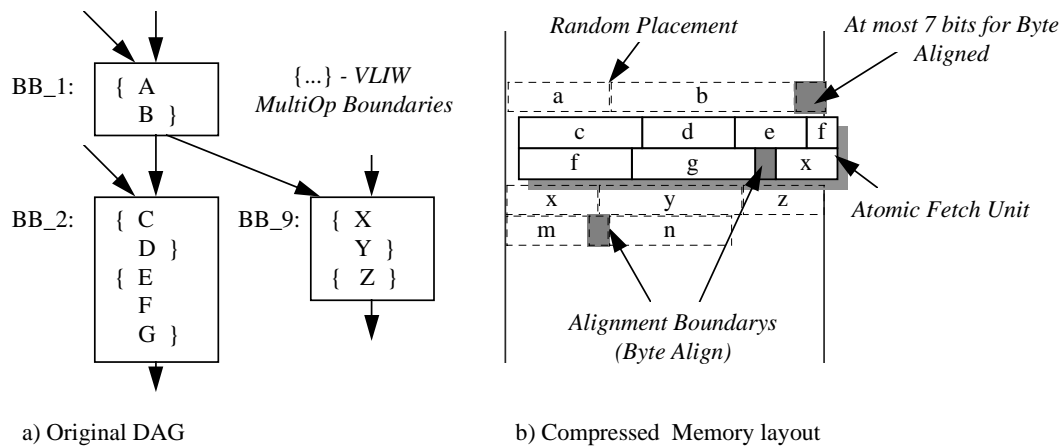 BB_1:
{ A
B }
{...} - VLIW
MultiOp Boundaries
BB_2:
{ C
D }
{ E
F
G }
BB_9:
{ X
Y }
{ Z }
a) Original DAG
Random Placement
At most 7 bits for Byte
Aligned
a b
c d e f
f g x
x y z
m n
Atomic Fetch Unit
Alignment Boundarys
(Byte Align)
b) Compressed Memory layout